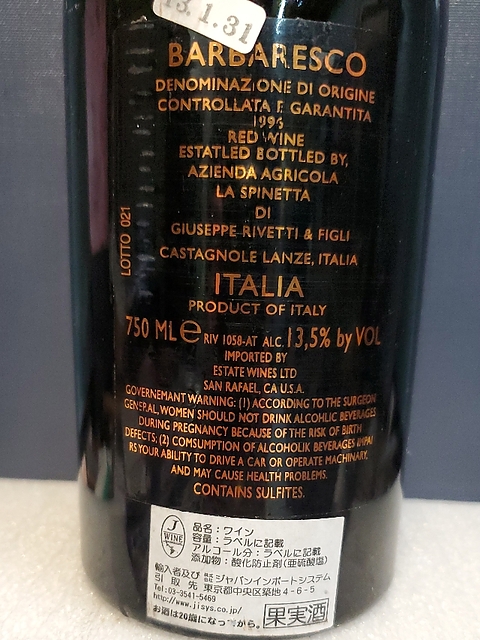 13.1.31
BARBARESCO
DENOMINAZIONE DI ORIGINE
CONTROLLATA E GARANTITA
1996
RED WINE
ESTATLED BOTTLED BY,
AZIENDA AGRICOLA
LA SPINETTA
DI
GIUSEPPE RIVETTI & FIGLI
CASTAGNOLE LANZE, ITALIA
LOTTO 021
ITALIA
PRODUCT OF ITALY
750 ML e RIV 1058-AT ALC. 13,5% by VOL
IMPORTED BY
ESTATE WINES LTD
SAN RAFAEL, CA U.S.A.
GOVERNEMANT WARNING: (!) ACCORDING TO THE SURGEON
GENERAL, WOMEN SHOULD NOT DRINK ALCOHLIC BEVERAGES
DURING PREGNANCY BECAUSE OF THE RISK OF BIRTH
DEFECTS; (2) COMSUMPTION OF ALCOHOLIK BEVERAGES IMPAI
RS YOUR ABILITY TO DRIVE A CAR OR OPERATE MACHINARY,
AND MAY CAUSE HEALTH PROBLEMS.
CONTAINS SULFITES.
J
WINE
品名：ワイン
容量：ラベルに記載
アルコール分：ラベルに記載
添加物：酸化防止剤(亜硫酸塩)
輸入者及び 株式会社 ジャパンインポートシステム
引取先 東京都中央区築地4-6-5
Tel:03-3541-5469
http://www.jisys.co.jp/
お酒は20歳になってから。
果実酒